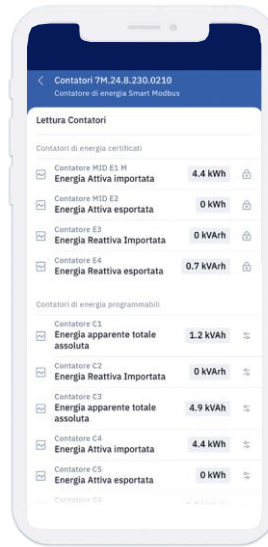 Contatori 7M.24.8.230.0210
Contatore di energia Smart Modbus
Lettura Contatori
Contatori di energia certificati
Contatore MID E1 M
Energia Attiva importata
4.4 kWh
Contatore MID E2
Energia Attiva esportata
0 kWh
Contatore E3
Energia Reattiva Importata
0 kVArh
Contatore E4
Energia Reattiva esportata
0.7 kVArh
Contatori di energia programmabili
Contatore C1
Energia apparente totale
assoluta
1.2 kVAh
Contatore C2
Energia Reattiva Importata
0 kVArh
Contatore C3
Energia apparente totale
assoluta
4.9 kVAh
Contatore C4
Energia Attiva importata
4.4 kWh
Contatore C5
Energia Attiva esportata
0 kWh
Contatore C6